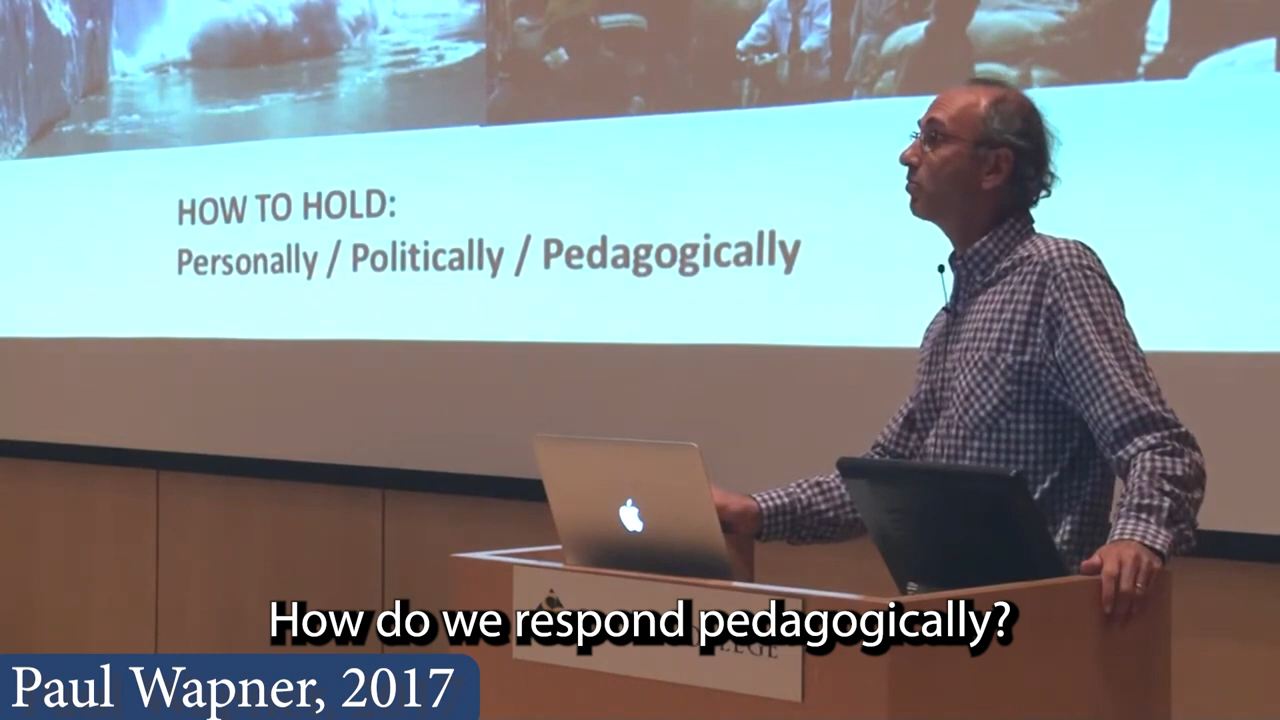 HOW TO HOLD:
Personally / Politically / Pedagogically
How do we respond pedagogically?
Paul Wapner, 2017